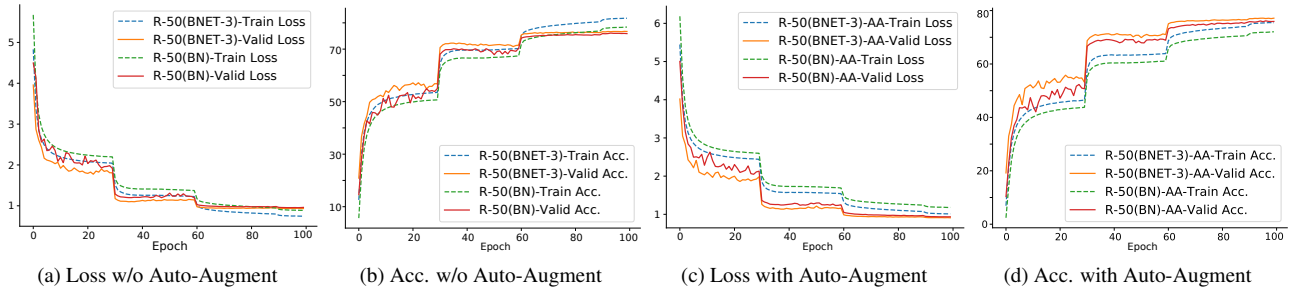 5
4
3
2
1
0
20
40
60
80
100
Epoch
R-50(BNET-3)-Train Loss
R-50(BNET-3)-Valid Loss
R-50(BN)-Train Loss
R-50(BN)-Valid Loss
(a) Loss w/o Auto-Augment
70
50
30
10
0
20
40
60
80
100
Epoch
R-50(BNET-3)-Train Acc.
R-50(BNET-3)-Valid Acc.
R-50(BN)-Train Acc.
R-50(BN)-Valid Acc.
(b) Acc. w/o Auto-Augment
6
5
4
3
2
1
0
20
40
60
80
100
Epoch
R-50(BNET-3)-AA-Train Loss
R-50(BNET-3)-AA-Valid Loss
R-50(BN)-AA-Train Loss
R-50(BN)-AA-Valid Loss
(c) Loss with Auto-Augment
80
60
50
40
30
20
10
0
0
20
40
60
80
100
Epoch
R-50(BNET-3)-AA-Train Acc.
R-50(BNET-3)-AA-Valid Acc.
R-50(BN)-AA-Train Acc.
R-50(BN)-AA-Valid Acc.
(d) Acc. with Auto-Augment